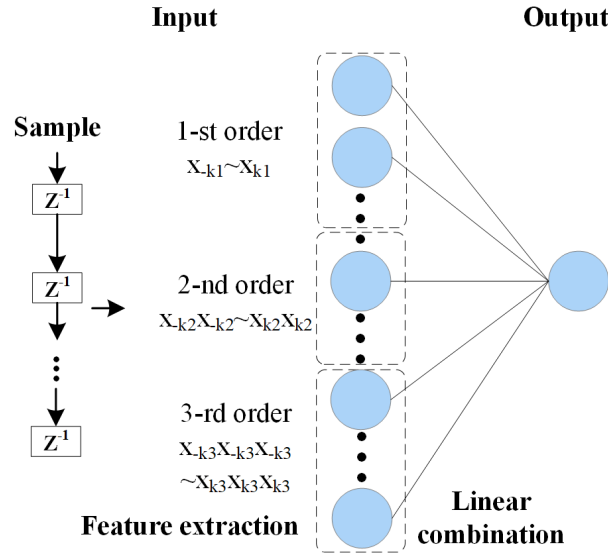 Input
Output
Sample
Z⁻¹
Z⁻¹
Z⁻¹
1-st order
X₋ₖ₁~Xₖ₁
2-nd order
X₋ₖ₂X₋ₖ₂~Xₖ₂Xₖ₂
3-rd order
X₋ₖ₃X₋ₖ₃X₋ₖ₃
~Xₖ₃Xₖ₃Xₖ₃
Feature extraction
Linear
combination